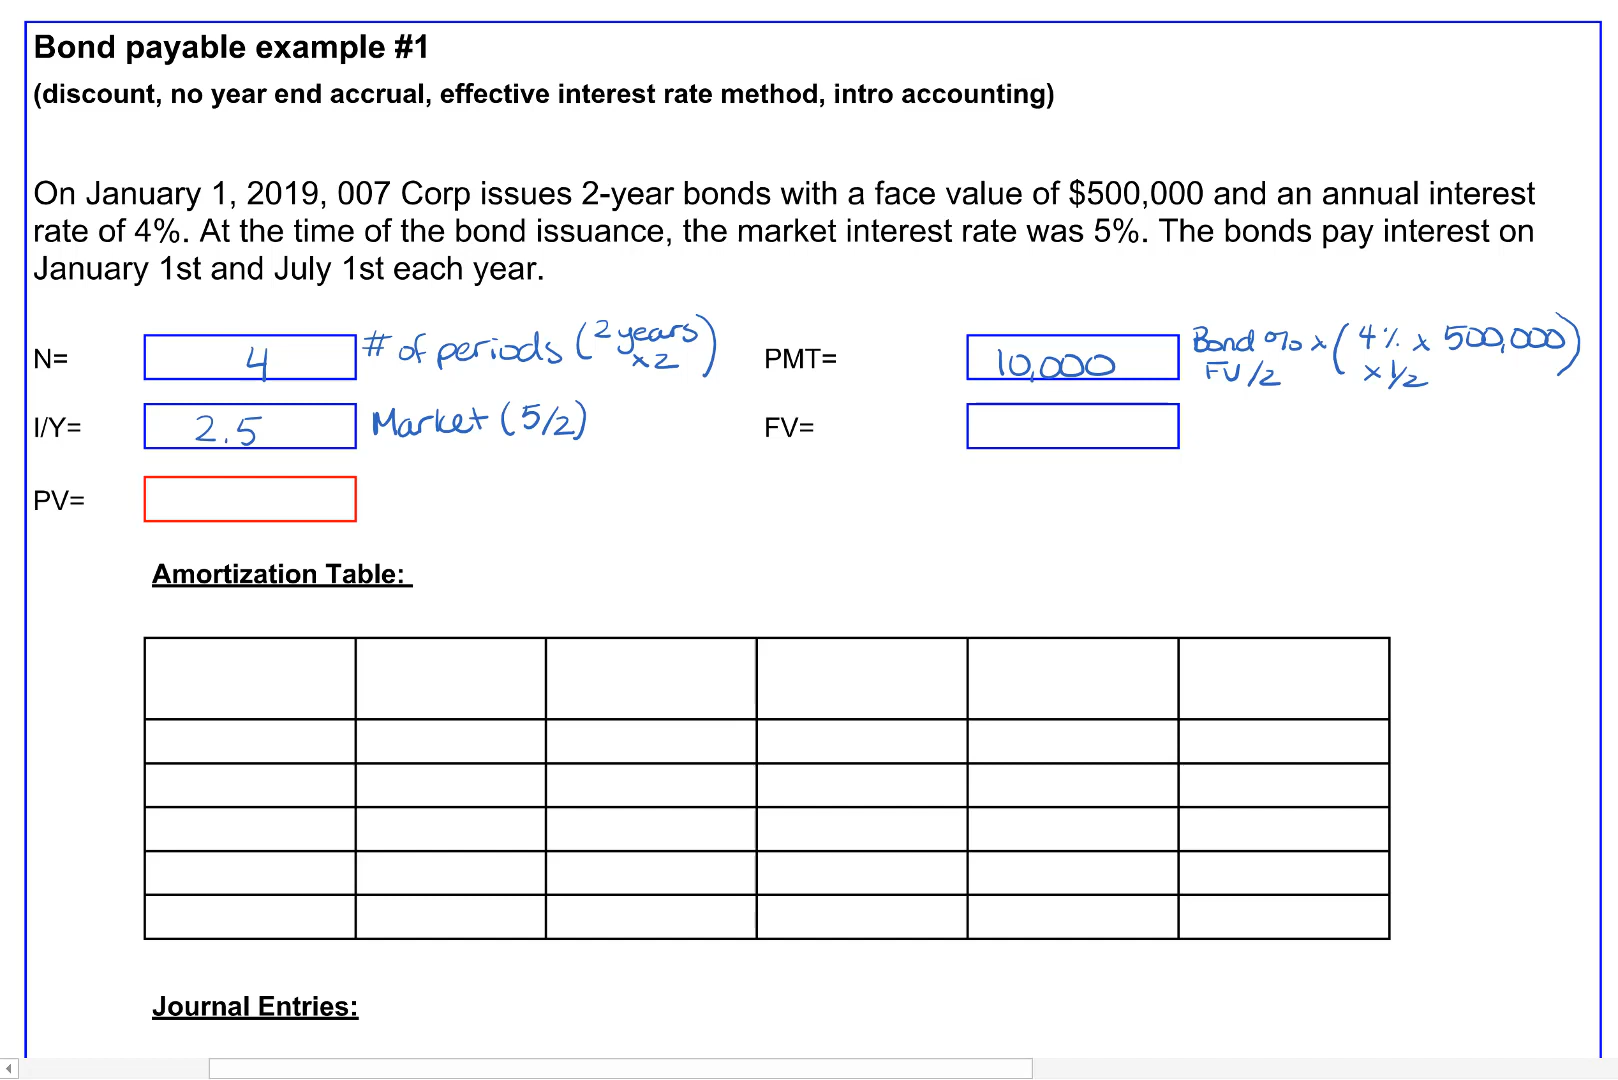 Bond payable example #1
(discount, no year end accrual, effective interest rate method, intro accounting)
On January 1, 2019, 007 Corp issues 2-year bonds with a face value of $500,000 and an annual interest
rate of 4%. At the time of the bond issuance, the market interest rate was 5%. The bonds pay interest on
January 1st and July 1st each year.
N= 4 # of periods (2 years x 2)
PMT= 10,000 Bond % x FV/2 (4% x 500,000 x 1/2)
I/Y= 2.5 Market (5/2)
FV=
PV=
Amortization Table:
Journal Entries: